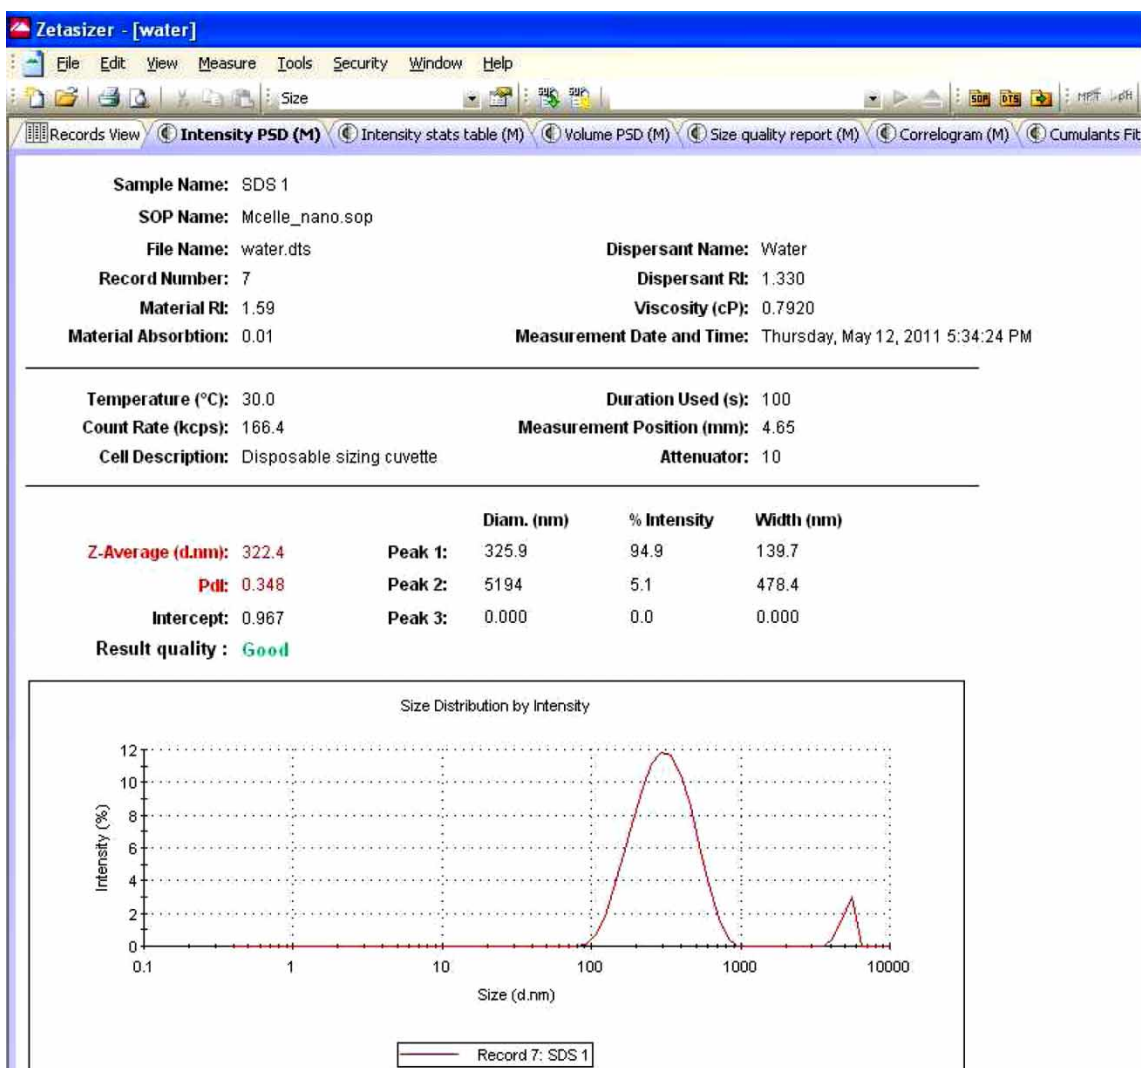 Zetasizer - [water]
File Edit View Measure Tools Security Window Help
Size
Records View Intensity PSD (M) Intensity stats table (M) Volume PSD (M) Size quality report (M) Correlogram (M) Cumulants Fit
Sample Name: SDS 1
SOP Name: Mcelle_nano.sop
File Name: water.dts Dispersant Name: Water
Record Number: 7 Dispersant RI: 1.330
Material RI: 1.59 Viscosity (cP): 0.7920
Material Absorbtion: 0.01 Measurement Date and Time: Thursday, May 12, 2011 5:34:24 PM
Temperature (°C): 30.0 Duration Used (s): 100
Count Rate (kcps): 166.4 Measurement Position (mm): 4.65
Cell Description: Disposable sizing cuvette Attenuator: 10
Diam. (nm) % Intensity Width (nm)
Z-Average (d.nm): 322.4 Peak 1: 325.9 94.9 139.7
PdI: 0.348 Peak 2: 5194 5.1 478.4
Intercept: 0.967 Peak 3: 0.000 0.0 0.000
Result quality : Good
Size Distribution by Intensity
Intensity (%)
12
10
8
6
4
2
0
0.1 1 10 100 1000 10000
Size (d.nm)
Record 7: SDS 1